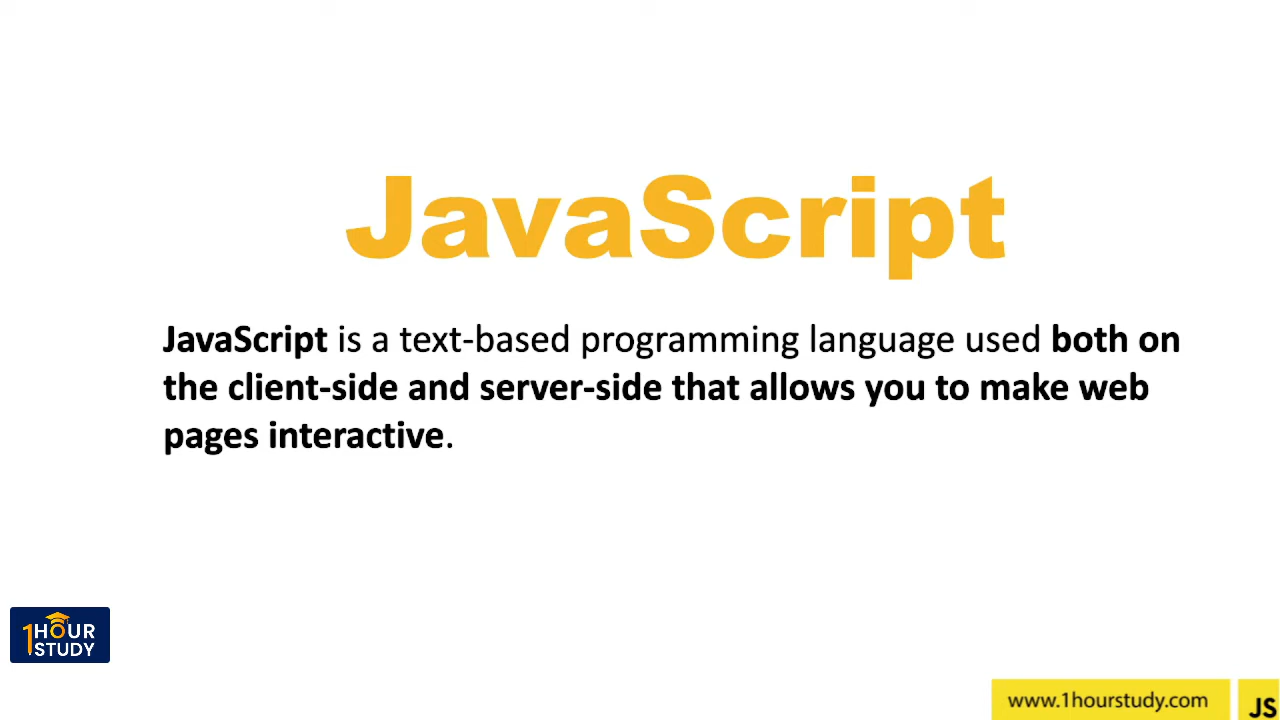 JavaScript
JavaScript is a text-based programming language used both on
the client-side and server-side that allows you to make web
pages interactive.
1HOUR
STUDY
www.1hourstudy.com
JS